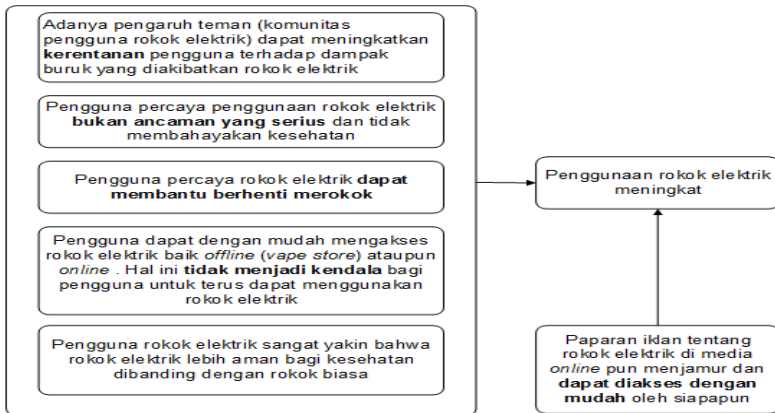 Adanya pengaruh teman (komunitas
pengguna rokok elektrik) dapat meningkatkan
kerentanan pengguna terhadap dampak
buruk yang diakibatkan rokok elektrik
Pengguna percaya penggunaan rokok elektrik
bukan ancaman yang serius dan tidak
membahayakan kesehatan
Pengguna percaya rokok elektrik dapat
membantu berhenti merokok
Pengguna dapat dengan mudah mengakses
rokok elektrik baik offline (vape store) ataupun
online . Hal ini tidak menjadi kendala bagi
pengguna untuk terus dapat menggunakan
rokok elektrik
Pengguna rokok elektrik sangat yakin bahwa
rokok elektrik lebih aman bagi kesehatan
dibanding dengan rokok biasa
Penggunaan rokok elektrik
meningkat
Paparan iklan tentang
rokok elektrik di media
online pun menjamur dan
dapat diakses dengan
mudah oleh siapapun